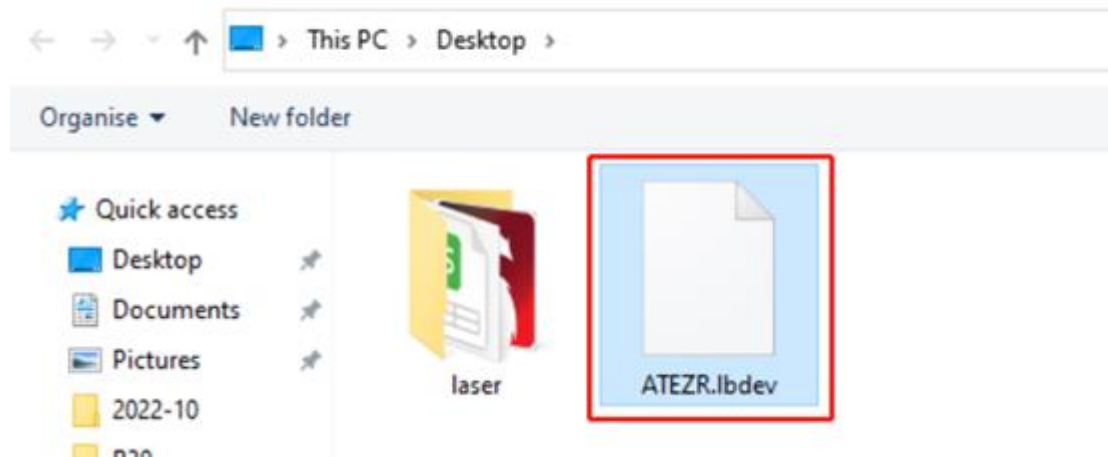 This PC > Desktop >
Organise New folder
Quick access
Desktop
Documents
Pictures
2022-10
laser
ATEZR.lbdev